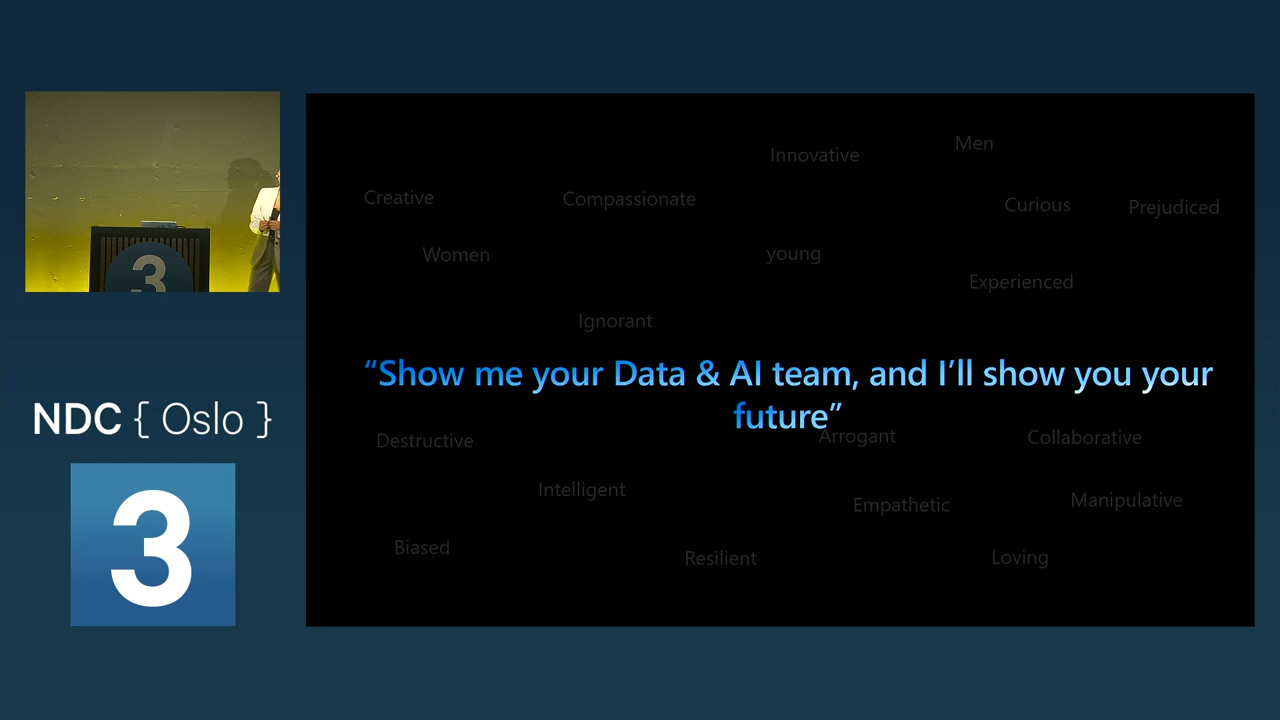 Men
Innovative
Creative
Compassionate
Curious
Prejudiced
Women
young
Experienced
Ignorant
“Show me your Data & AI team, and I’ll show you your
future”
Arrogant
Collaborative
Destructive
Intelligent
Empathetic
Manipulative
Biased
Resilient
Loving
3
NDC { Oslo }
3